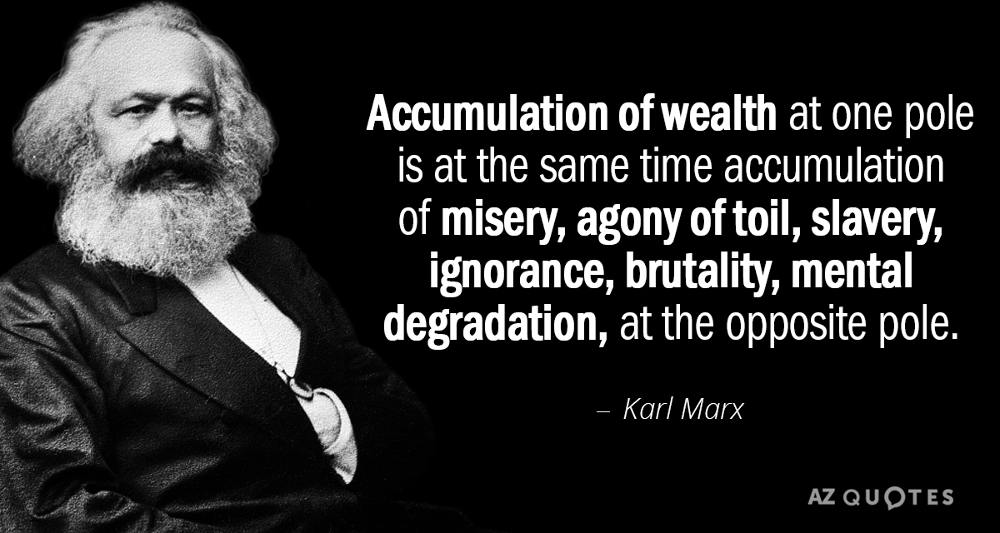 Accumulation of wealth at one pole
is at the same time accumulation
of misery, agony of toil, slavery,
ignorance, brutality, mental
degradation, at the opposite pole.
– Karl Marx
AZ QUOTES